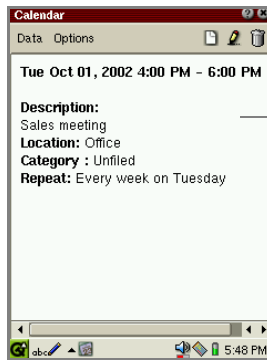 Calendar
Data Options
Tue Oct 01, 2002 4:00 PM - 6:00 PM
Description:
Sales meeting
Location: Office
Category : Unfiled
Repeat: Every week on Tuesday
abc 5:48 PM